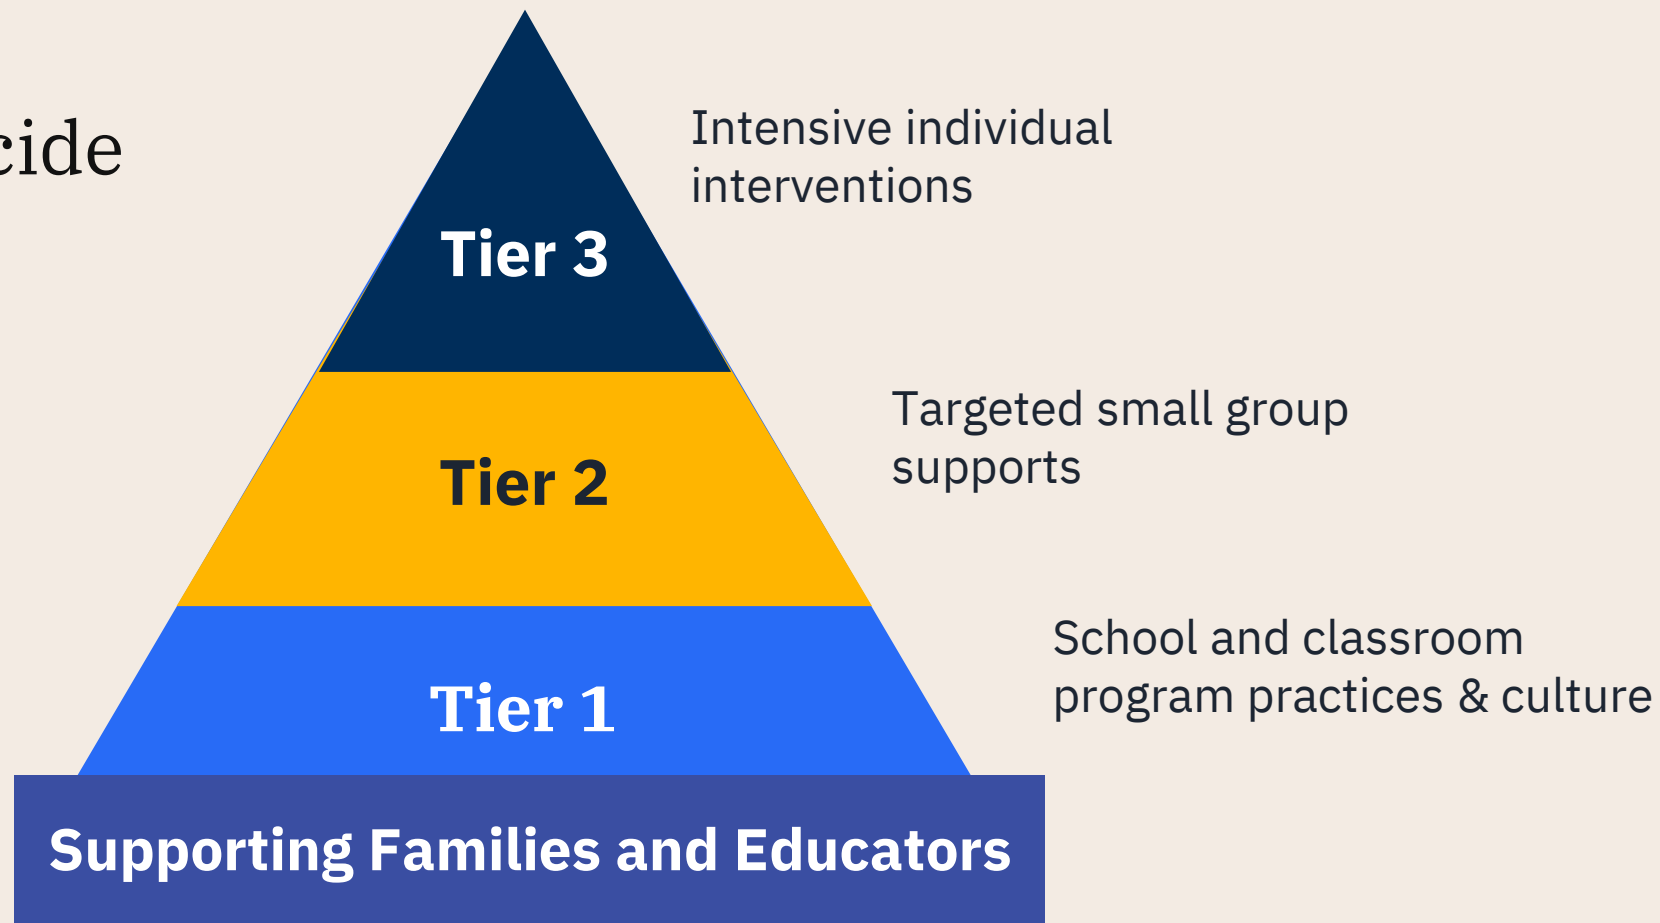 cide
Intensive individual
interventions
Tier 3
Targeted small group
supports
Tier 2
School and classroom
program practices & culture
Tier 1
Supporting Families and Educators